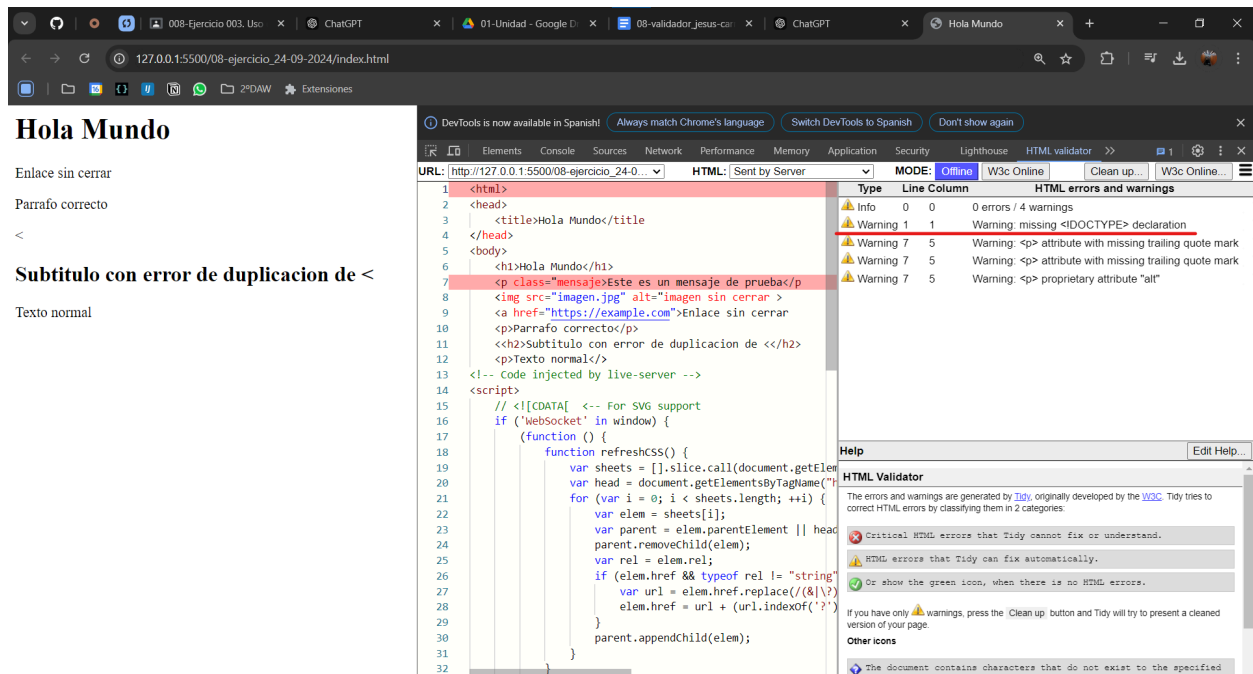 008-Ejercicio 003. Uso
ChatGPT
01-Unidad - Google D
08-validador_jesus-can
ChatGPT
Hola Mundo
127.0.0.1:5500/08-ejercicio_24-09-2024/index.html
2ºDAW
Extensiones
Hola Mundo
Enlace sin cerrar
Parrafo correcto
<
Subtitulo con error de duplicacion de <
Texto normal
DevTools is now available in Spanish! Always match Chrome's language Switch DevTools to Spanish Don't show again
Elements Console Sources Network Performance Memory Application Security Lighthouse HTML validator 1
URL: http://127.0.0.1:5500/08-ejercicio_24-0... HTML: Sent by Server MODE: Offline W3c Online Clean up... W3c Online...
1 <html>
2 <head>
3 <title>Hola Mundo</title
4 </head>
5 <body>
6 <h1>Hola Mundo</h1>
7 <p class="mensaje>Este es un mensaje de prueba</p
8 <img src="imagen.jpg" alt="imagen sin cerrar >
9 <a href="https://example.com">Enlace sin cerrar
10 <p>Parrafo correcto</p>
11 <<h2>Subtitulo con error de duplicacion de <</h2>
12 <p>Texto normal</>
13 <!-- Code injected by live-server -->
14 <script>
15 // <![CDATA[ <-- For SVG support
16 if ('WebSocket' in window) {
17 (function () {
18 function refreshCSS() {
19 var sheets = [].slice.call(document.getElem
20 var head = document.getElementsByTagName("h
21 for (var i = 0; i < sheets.length; ++i) {
22 var elem = sheets[i];
23 var parent = elem.parentElement || head
24 parent.removeChild(elem);
25 var rel = elem.rel;
26 if (elem.href && typeof rel != "string"
27 var url = elem.href.replace(/(&|\?)
28 elem.href = url + (url.indexOf('?')
29 }
30 parent.appendChild(elem);
31 }
32 }
Type Line Column HTML errors and warnings
Info 0 0 0 errors / 4 warnings
Warning 1 1 Warning: missing <!DOCTYPE> declaration
Warning 7 5 Warning: <p> attribute with missing trailing quote mark
Warning 7 5 Warning: <p> attribute with missing trailing quote mark
Warning 7 5 Warning: <p> proprietary attribute "alt"
Help Edit Help...
HTML Validator
The errors and warnings are generated by Tidy, originally developed by the W3C. Tidy tries to
correct HTML errors by classifying them in 2 categories:
Critical HTML errors that Tidy cannot fix or understand.
HTML errors that Tidy can fix automatically.
Or show the green icon, when there is no HTML errors.
If you have only warnings, press the Clean up button and Tidy will try to present a cleaned
version of your page.
Other icons
The document contains characters that do not exist to the specified